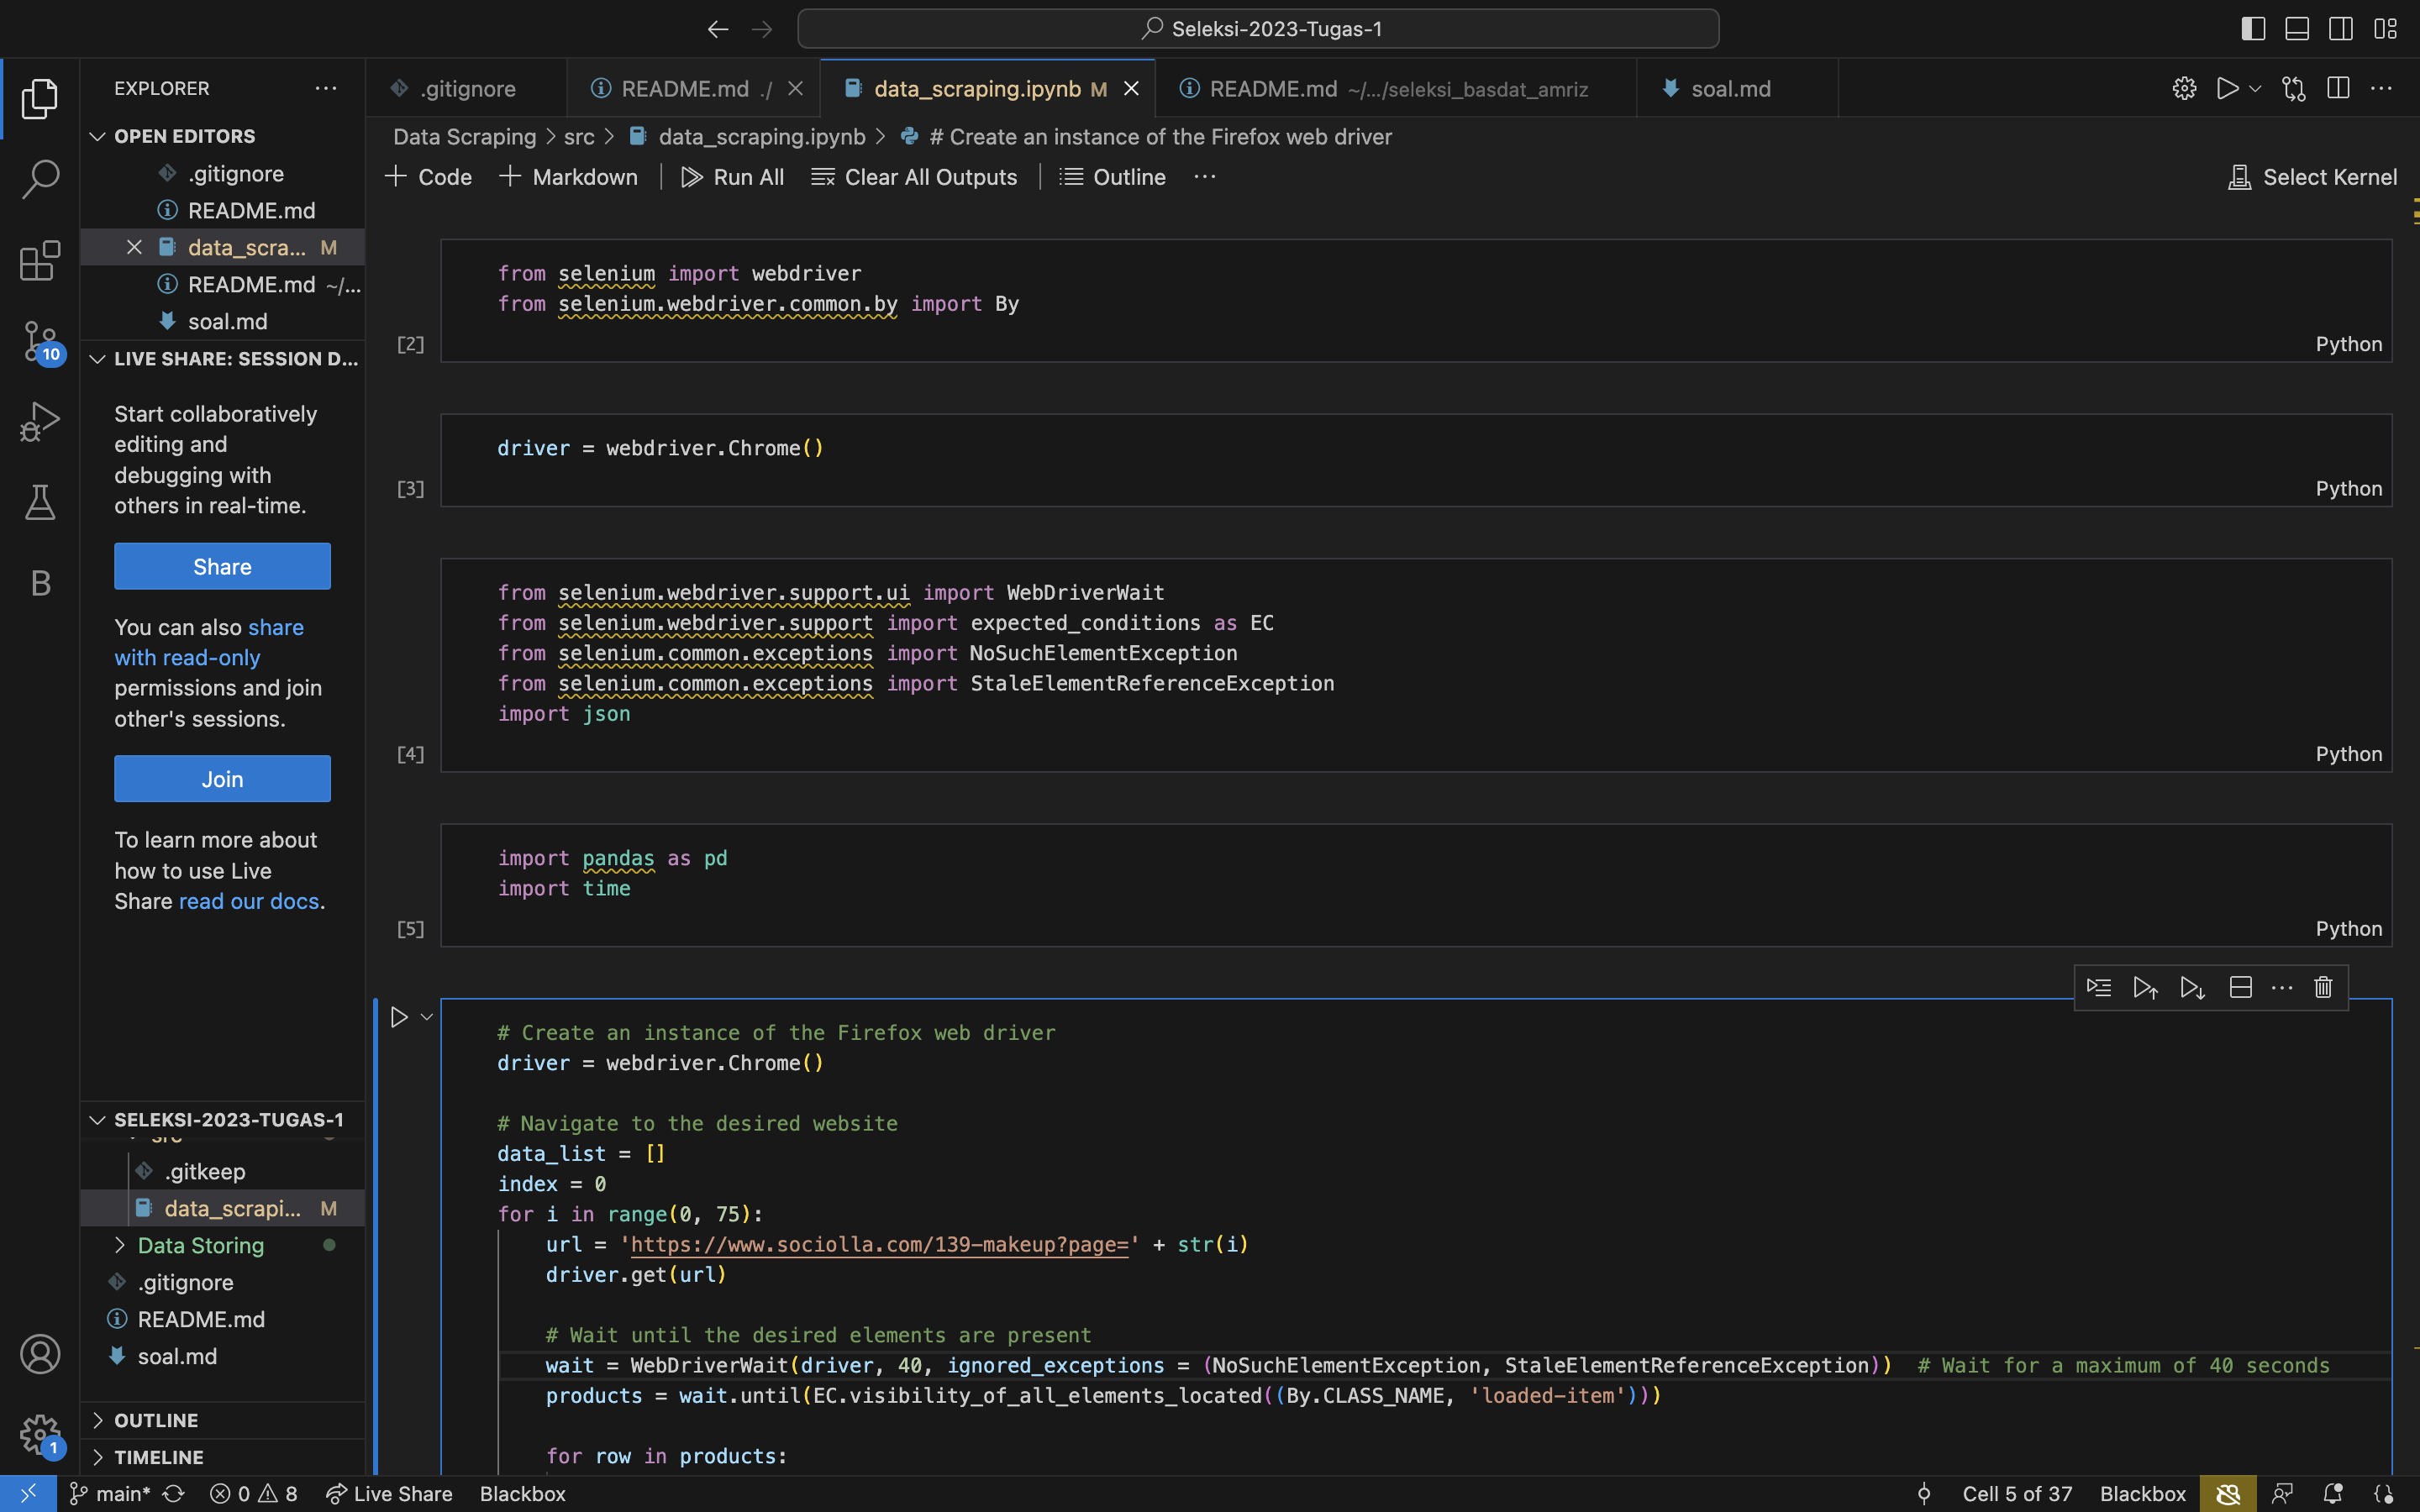 Seleksi-2023-Tugas-1
EXPLORER
OPEN EDITORS
.gitignore
README.md
data_scra... M
README.md ~/...
soal.md
LIVE SHARE: SESSION D...
Start collaboratively
editing and
debugging with
others in real-time.
Share
You can also share
with read-only
permissions and join
other's sessions.
Join
To learn more about
how to use Live
Share read our docs.
SELEKSI-2023-TUGAS-1
src
.gitkeep
data_scrapi... M
Data Storing
.gitignore
README.md
soal.md
OUTLINE
TIMELINE
10
B
1
.gitignore README.md ./ data_scraping.ipynb M README.md ~/.../seleksi_basdat_amriz soal.md
Data Scraping > src > data_scraping.ipynb > # Create an instance of the Firefox web driver
Code Markdown Run All Clear All Outputs Outline ... Select Kernel
from selenium import webdriver
from selenium.webdriver.common.by import By
[2] Python
driver = webdriver.Chrome()
[3] Python
from selenium.webdriver.support.ui import WebDriverWait
from selenium.webdriver.support import expected_conditions as EC
from selenium.common.exceptions import NoSuchElementException
from selenium.common.exceptions import StaleElementReferenceException
import json
[4] Python
import pandas as pd
import time
[5] Python
# Create an instance of the Firefox web driver
driver = webdriver.Chrome()
# Navigate to the desired website
data_list = []
index = 0
for i in range(0, 75):
url = 'https://www.sociolla.com/139-makeup?page=' + str(i)
driver.get(url)
# Wait until the desired elements are present
wait = WebDriverWait(driver, 40, ignored_exceptions = (NoSuchElementException, StaleElementReferenceException)) # Wait for a maximum of 40 seconds
products = wait.until(EC.visibility_of_all_elements_located((By.CLASS_NAME, 'loaded-item')))
for row in products:
main* 0 8 Live Share Blackbox Cell 5 of 37 Blackbox